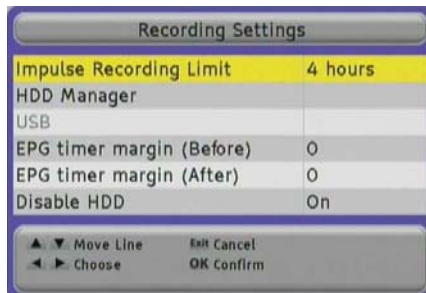 Recording Settings
Impulse Recording Limit 4 hours
HDD Manager
USB
EPG timer margin (Before) 0
EPG timer margin (After) 0
Disable HDD On
▲ ▼ Move Line Exit Cancel
◄ ► Choose OK Confirm